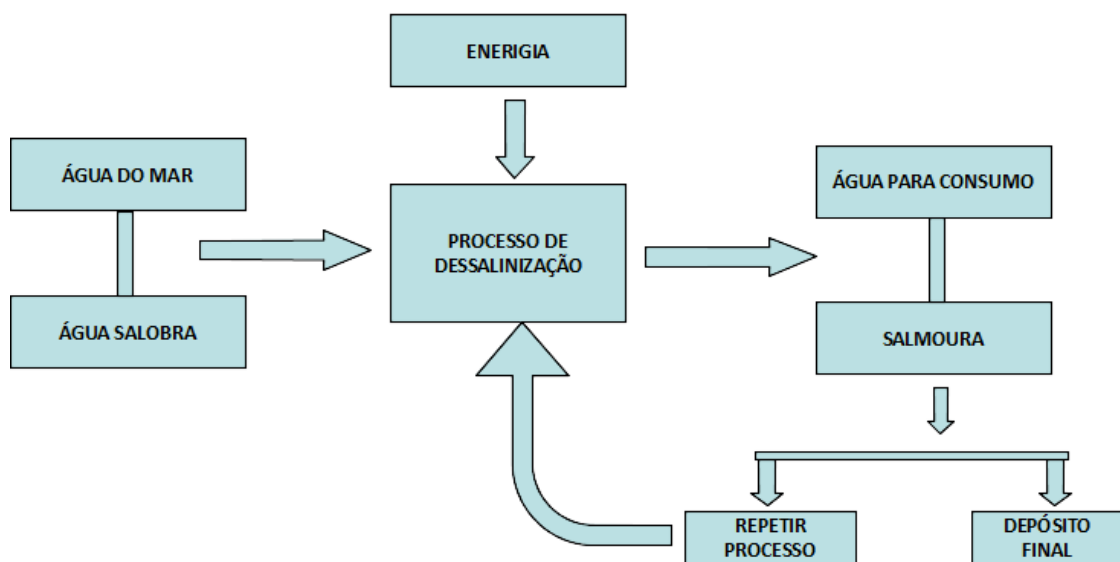 ENERIGIA
ÁGUA DO MAR
ÁGUA SALOBRA
PROCESSO DE
DESSALINIZAÇÃO
ÁGUA PARA CONSUMO
SALMOURA
REPETIR
PROCESSO
DEPÓSITO
FINAL